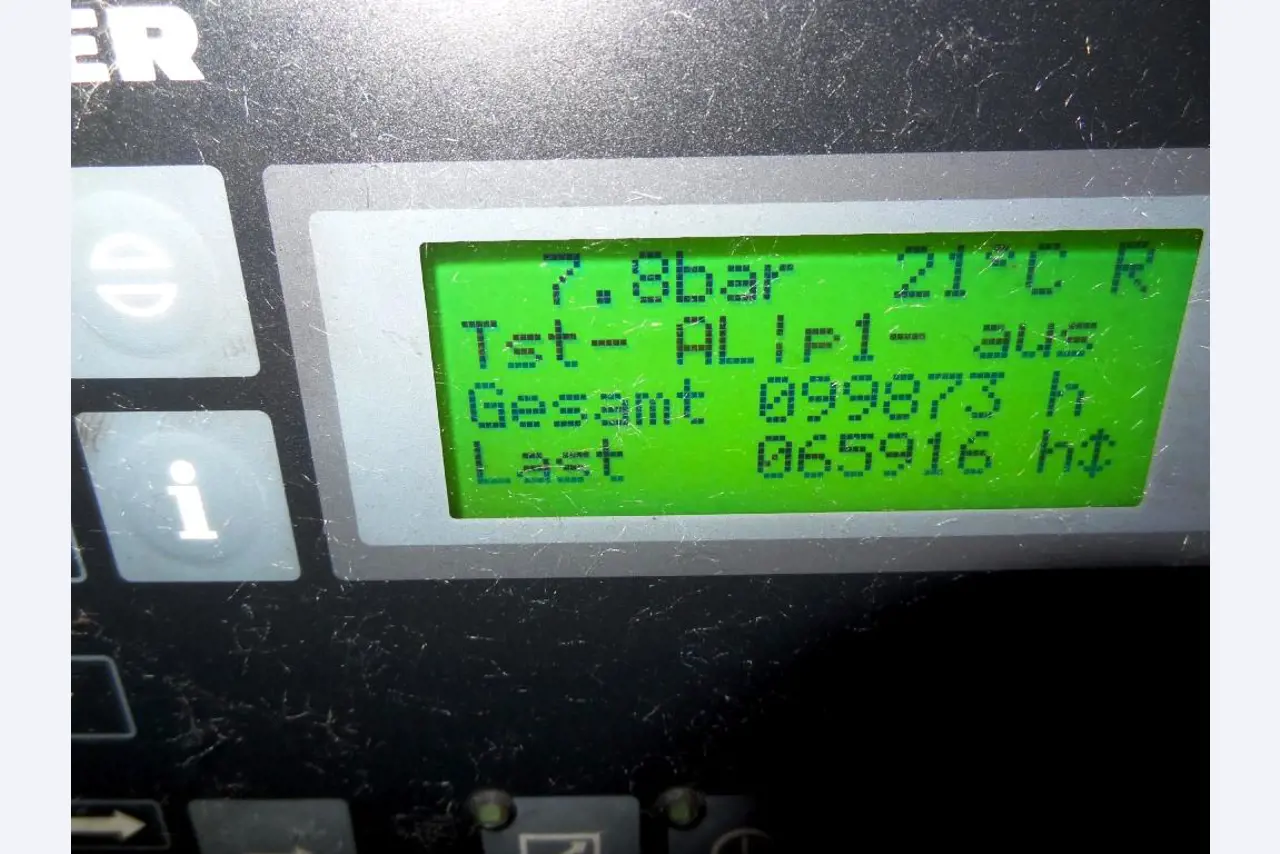 ER
7.8bar 21°C R
Tst- AL|p1- aus
Gesamt 099873 h
Last 065916 h
i